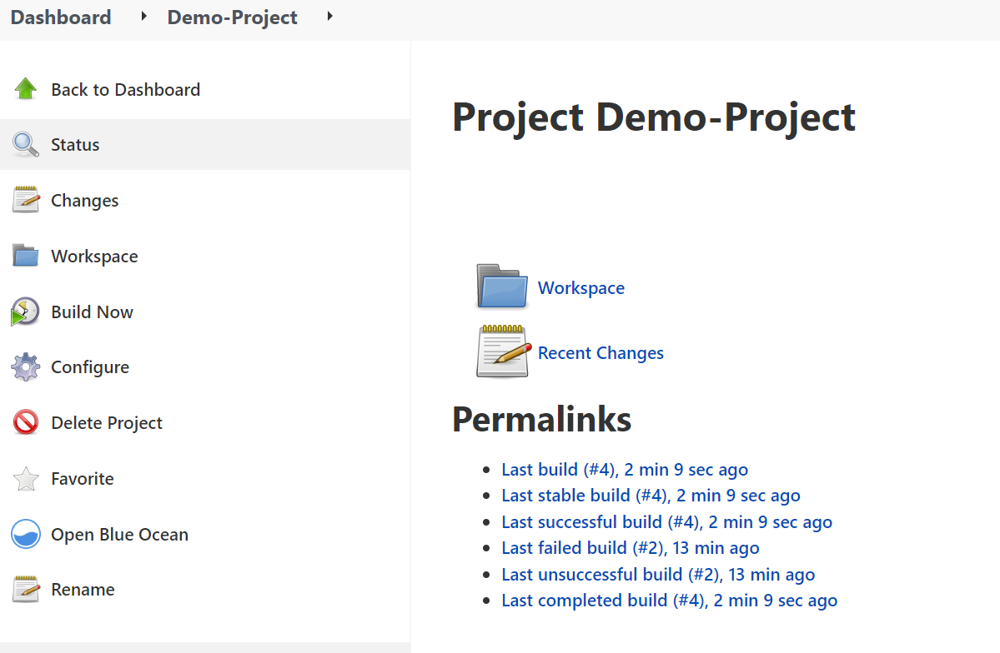 Dashboard Demo-Project
Back to Dashboard
Status
Changes
Workspace
Build Now
Configure
Delete Project
Favorite
Open Blue Ocean
Rename
Project Demo-Project
Workspace
Recent Changes
Permalinks
Last build (#4), 2 min 9 sec ago
Last stable build (#4), 2 min 9 sec ago
Last successful build (#4), 2 min 9 sec ago
Last failed build (#2), 13 min ago
Last unsuccessful build (#2), 13 min ago
Last completed build (#4), 2 min 9 sec ago